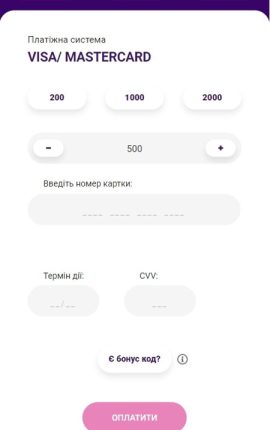 Платіжна система
VISA/ MASTERCARD
200 1000 2000
- 500 +
Введіть номер картки:
____ ____ ____ ____
Термін дії: CVV:
__/__ ___
Є бонус код? i
ОПЛАТИТИ